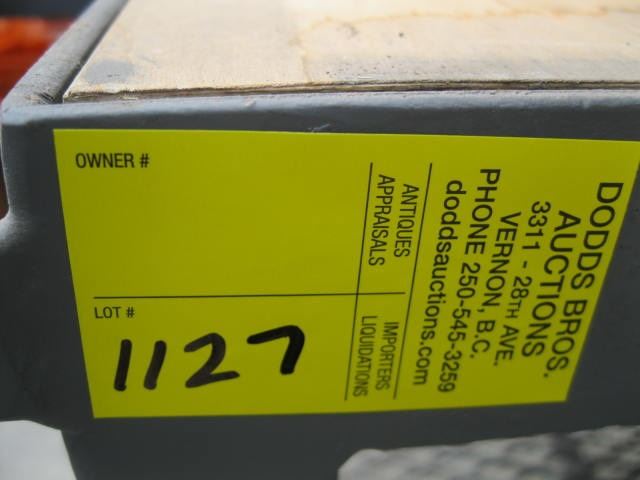 OWNER #
LOT #
1127
ANTIQUES
APPRAISALS
IMPORTERS
LIQUIDATIONS
DODDS BROS.
AUCTIONS
3311 - 28TH AVE.
VERNON, B.C.
PHONE 250-545-3259
doddsauctions.com